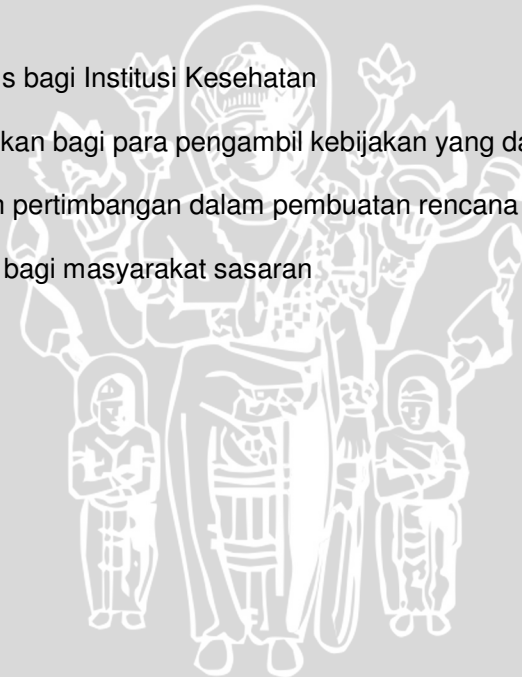 s bagi Institusi Kesehatan
kan bagi para pengambil kebijakan yang da
n pertimbangan dalam pembuatan rencana
bagi masyarakat sasaran